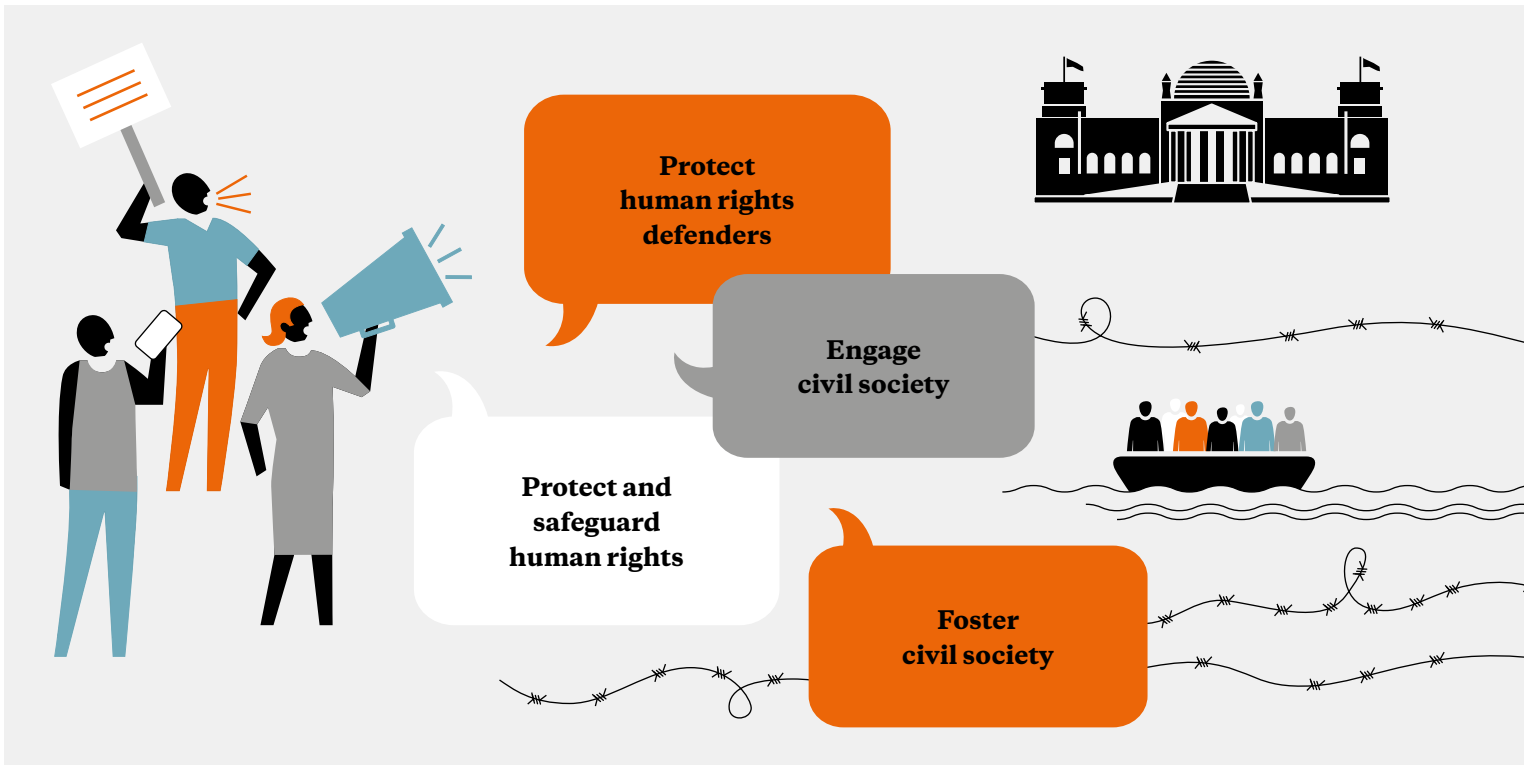 Protect
human rights
defenders
Engage
civil society
Protect and
safeguard
human rights
Foster
civil society